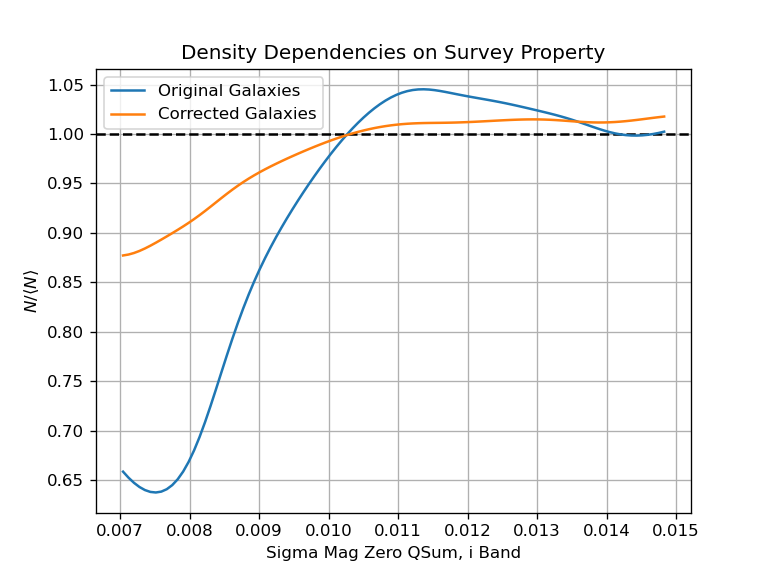 Density Dependencies on Survey Property
Original Galaxies
Corrected Galaxies
1.05
1.00
0.95
0.90
0.85
0.80
0.75
0.70
0.65
N/⟨N⟩
0.007 0.008 0.009 0.010 0.011 0.012 0.013 0.014 0.015
Sigma Mag Zero QSum, i Band